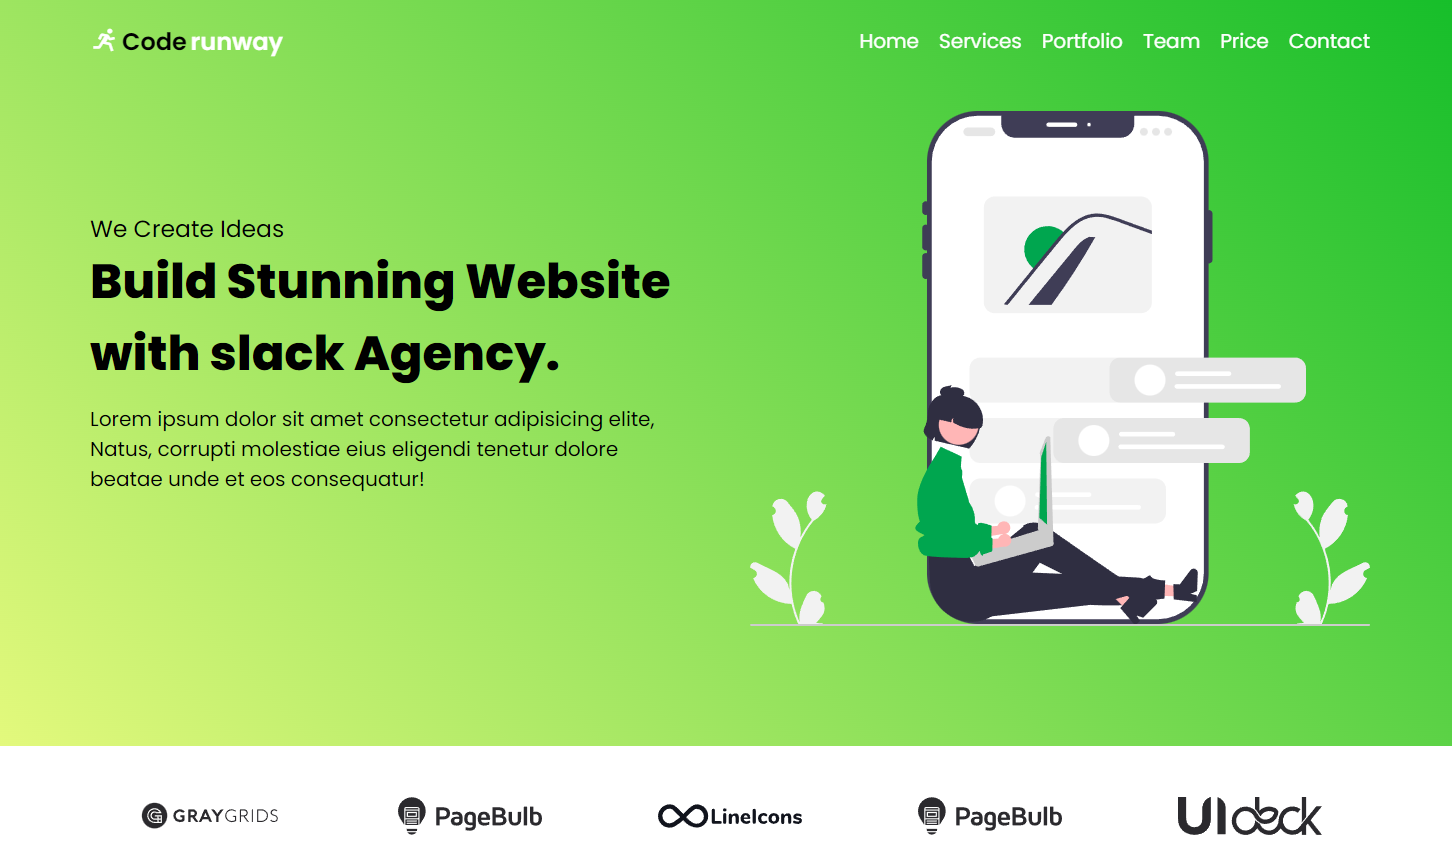 Code runway
Home Services Portfolio Team Price Contact
We Create Ideas
Build Stunning Website
with slack Agency.
Lorem ipsum dolor sit amet consectetur adipisicing elite,
Natus, corrupti molestiae eius eligendi tenetur dolore
beatae unde et eos consequatur!
GRAYGRIDS PageBulb LineIcons PageBulb UIdeck